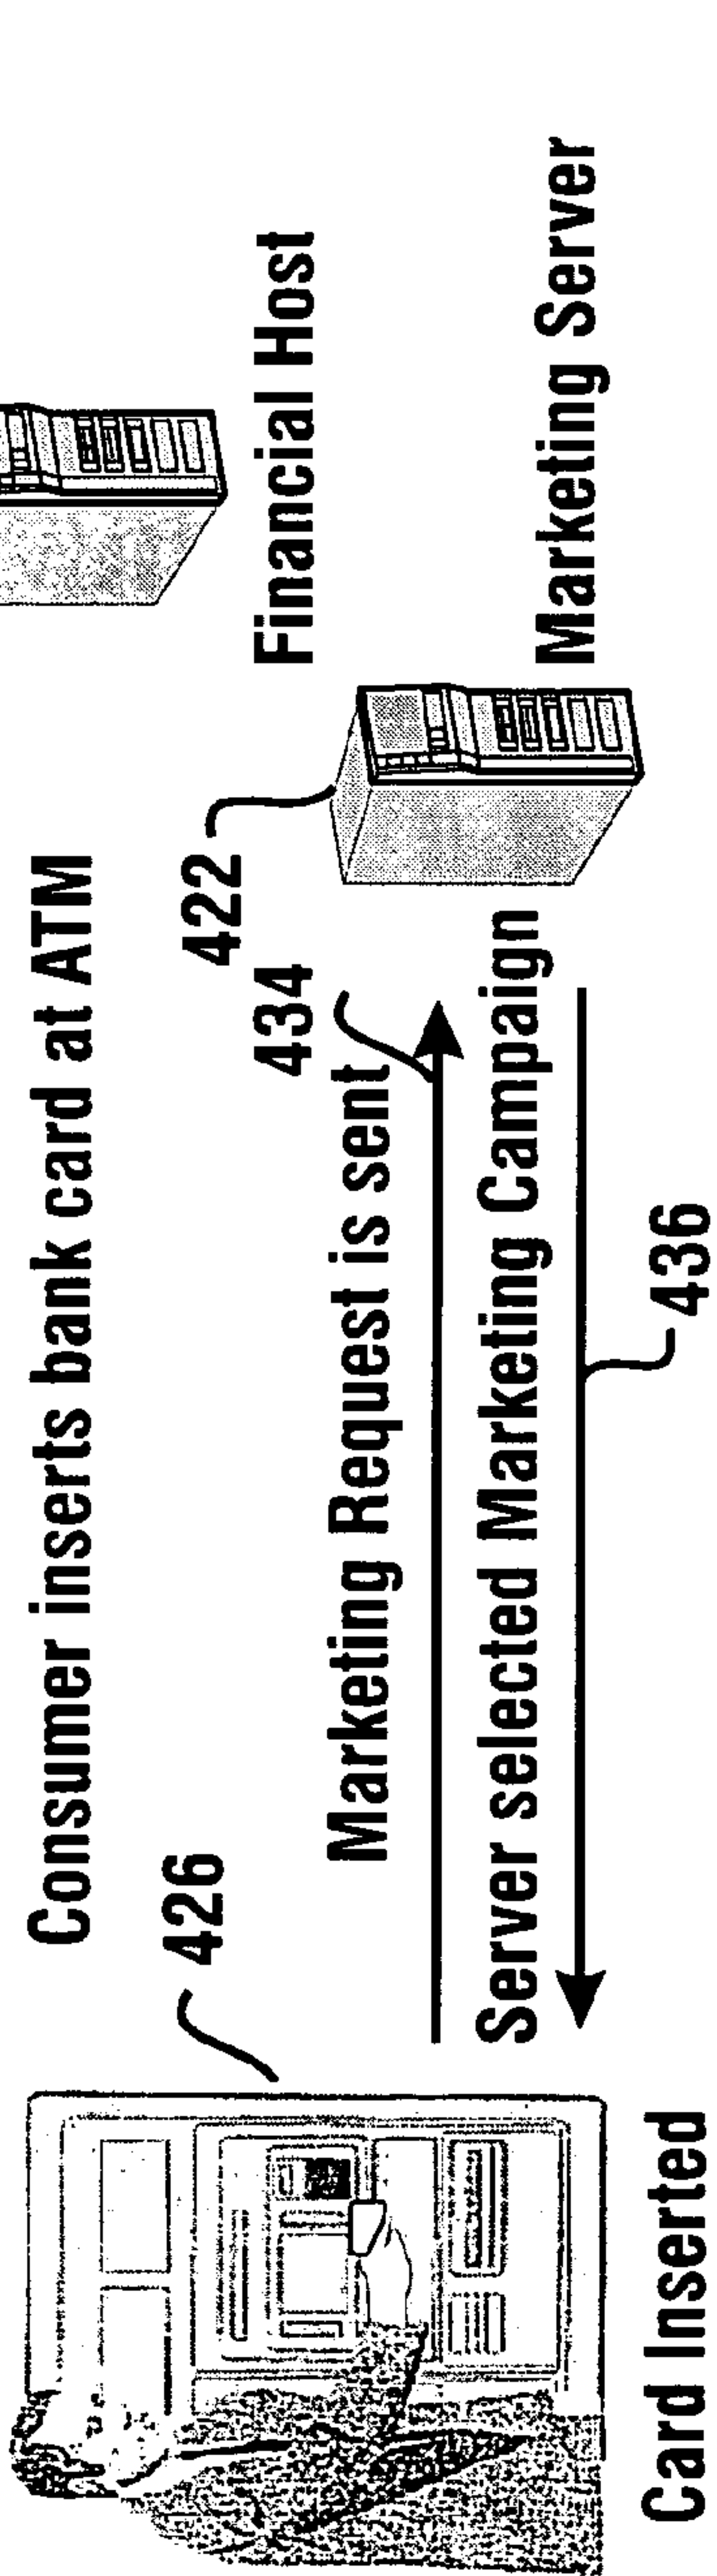 Consumer inserts bank card at ATM
426
422
Financial Host
434
Marketing Request is sent
Server selected Marketing Campaign
Marketing Server
436
Card Inserted